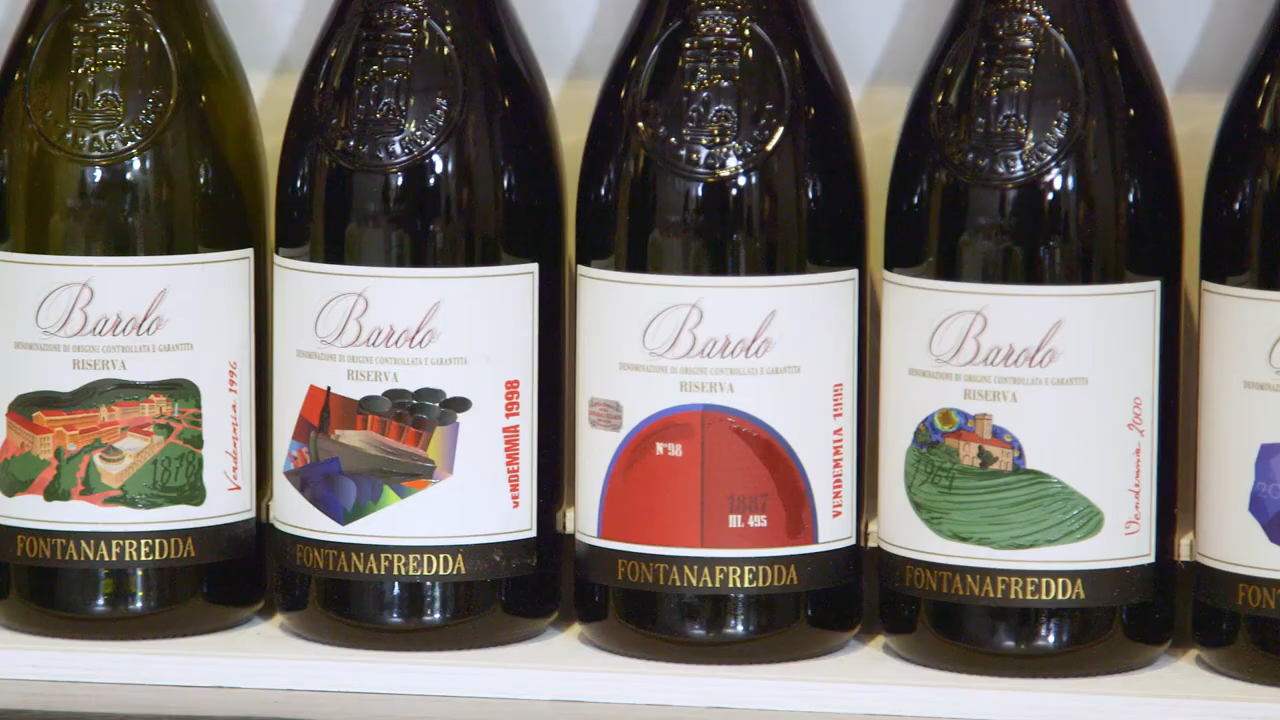 Barolo
DENOMINAZIONE DI ORIGINE CONTROLLATA E GARANTITA
RISERVA
Vendemmia 1996
1878
FONTANAFREDDA
Barolo
DENOMINAZIONE DI ORIGINE CONTROLLATA E GARANTITA
RISERVA
VENDEMMIA 1998
FONTANAFREDDA
Barolo
DENOMINAZIONE DI ORIGINE CONTROLLATA E GARANTITA
RISERVA
VENDEMMIA 1999
N°98
1887
HL 495
FONTANAFREDDA
Barolo
DENOMINAZIONE DI ORIGINE CONTROLLATA E GARANTITA
RISERVA
Vendemmia 2000
1964
FONTANAFREDDA
FON